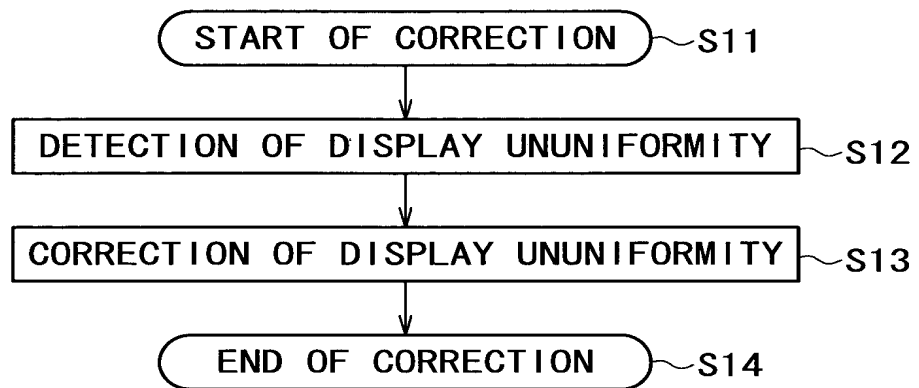 START OF CORRECTION S11
DETECTION OF DISPLAY UNUNIFORMITY S12
CORRECTION OF DISPLAY UNUNIFORMITY S13
END OF CORRECTION S14